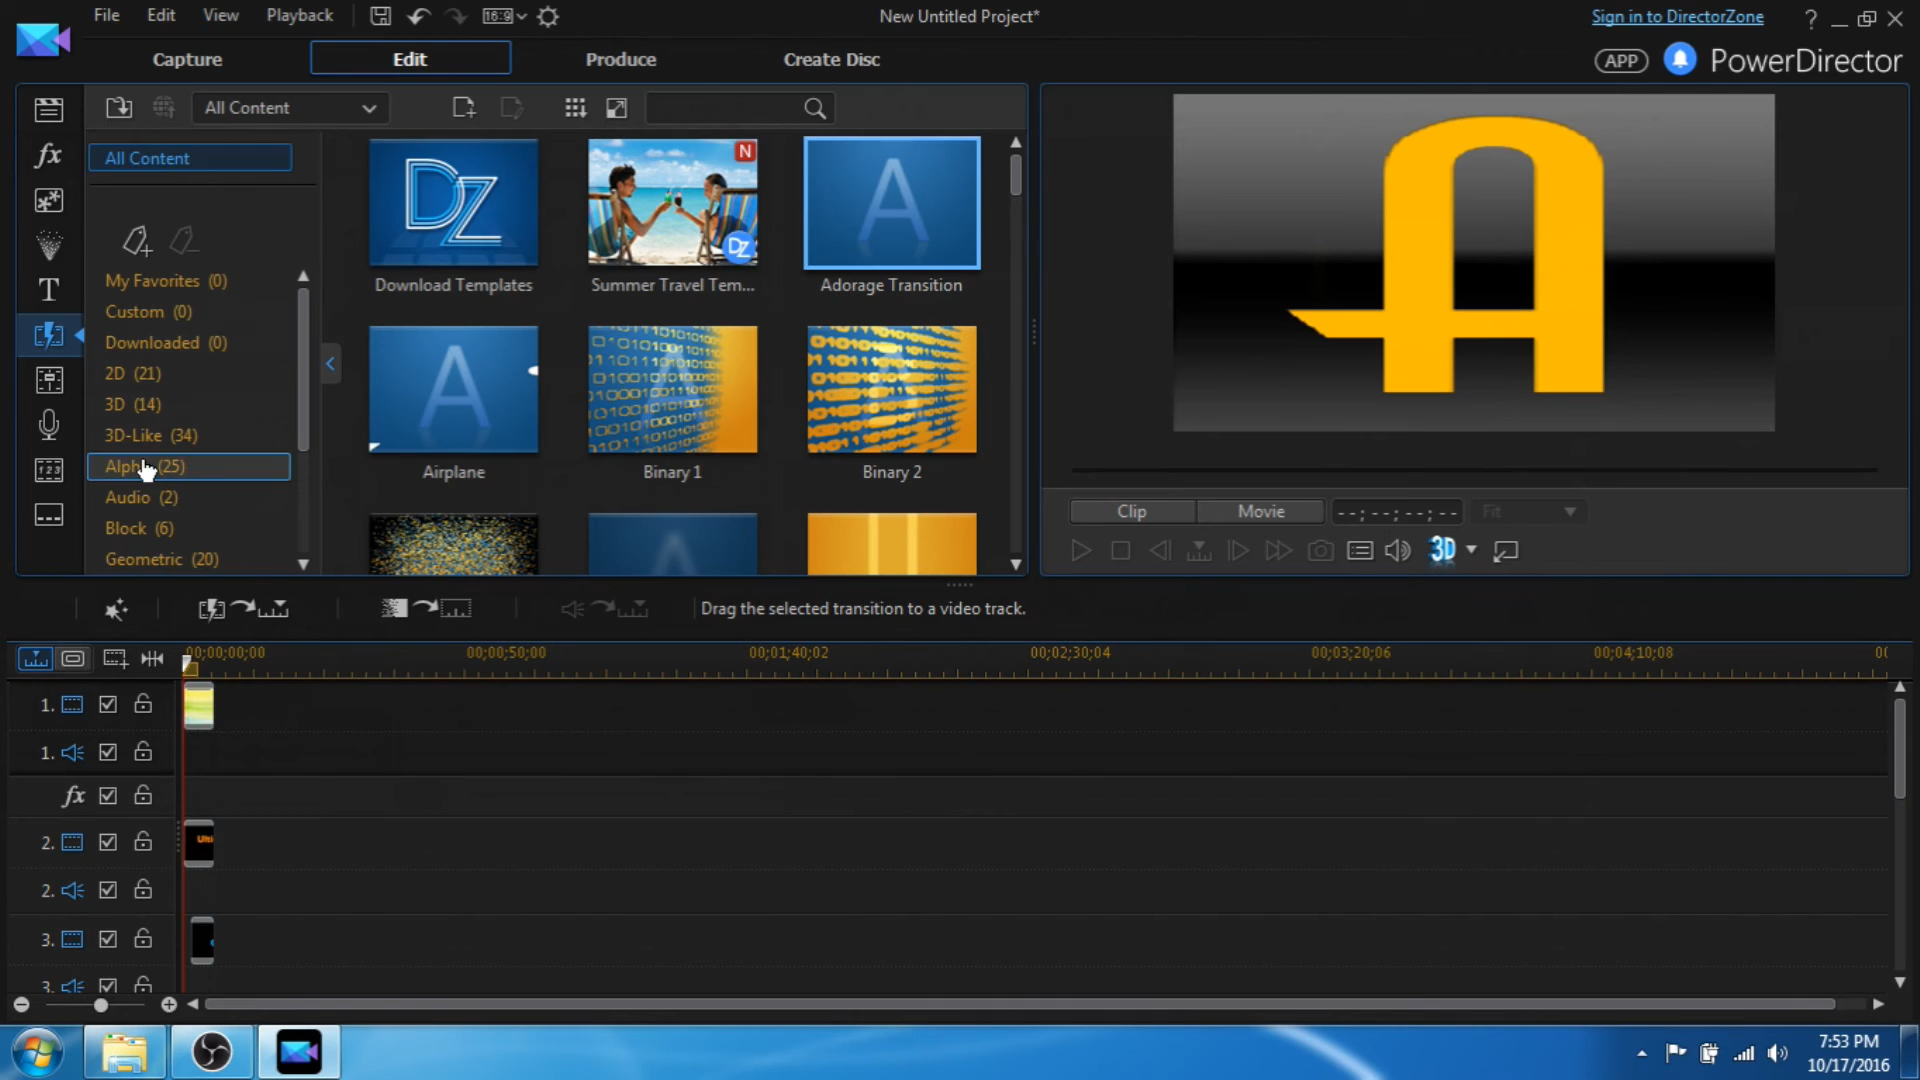 File Edit View Playback 16:9 New Untitled Project* Sign in to DirectorZone ?
Capture Edit Produce Create Disc APP PowerDirector
All Content
All Content
My Favorites (0)
Custom (0)
Downloaded (0)
2D (21)
3D (14)
3D-Like (34)
(25)
Audio (2)
Block (6)
Geometric (20)
fx
T
123
DZ
Download Templates
N
DZ
Summer Travel Tem...
A
Adorage Transition
A
Airplane
Binary 1
Binary 2
A
Clip Movie --;--;--;-- Fit
3D
Drag the selected transition to a video track.
00;00;00;00 00;00;50;00 00;01;40;02 00;02;30;04 00;03;20;06 00;04;10;08
1.
1.
fx
2.
2.
3.
3.
7:53 PM
10/17/2016